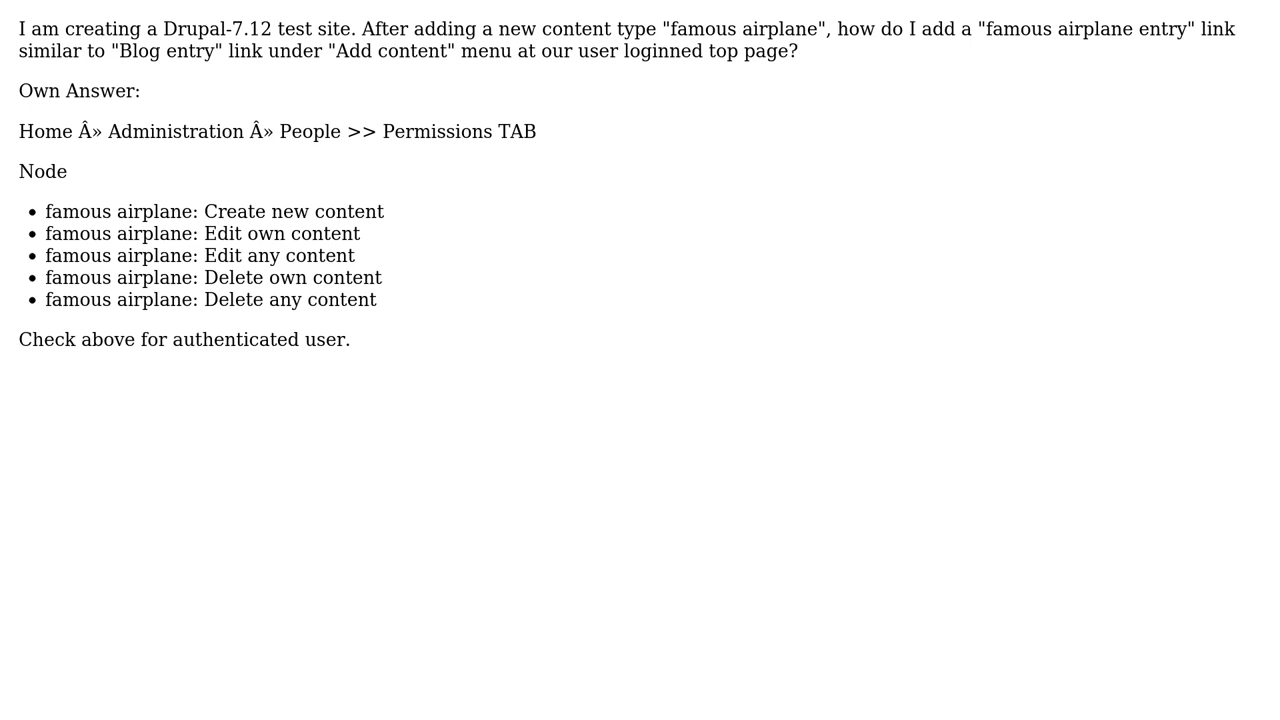 I am creating a Drupal-7.12 test site. After adding a new content type "famous airplane", how do I add a "famous airplane entry" link
similar to "Blog entry" link under "Add content" menu at our user loginned top page?
Own Answer:
Home Â» Administration Â» People >> Permissions TAB
Node
• famous airplane: Create new content
• famous airplane: Edit own content
• famous airplane: Edit any content
• famous airplane: Delete own content
• famous airplane: Delete any content
Check above for authenticated user.